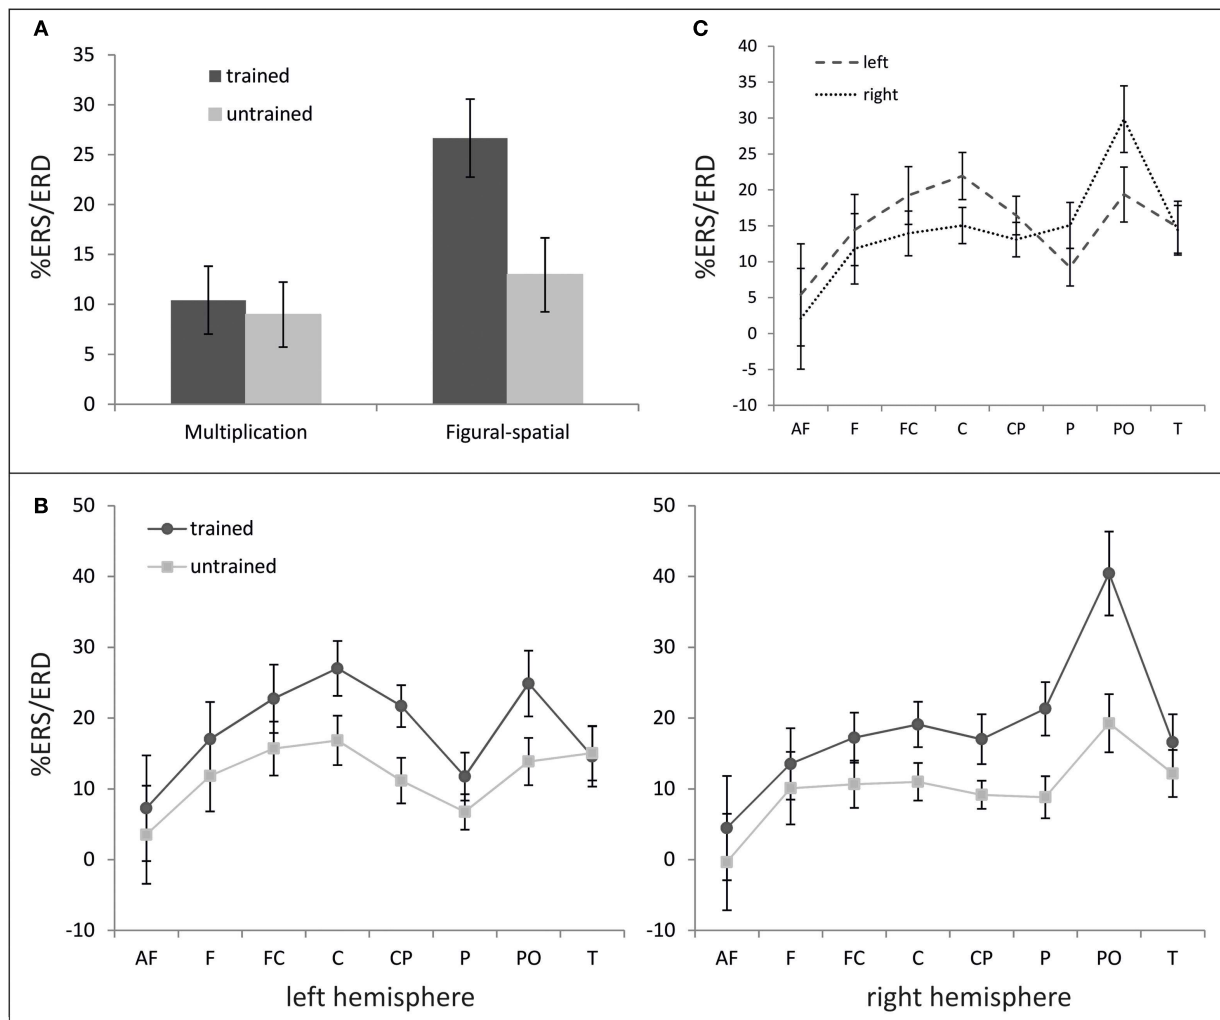 A
35
30
25
20
15
10
5
0
%ERS/ERD
trained
untrained
Multiplication
Figural-spatial
C
40
35
30
25
20
15
10
5
0
-5
-10
%ERS/ERD
left
right
AF F FC C CP P PO T
B
50
40
30
20
10
0
-10
%ERS/ERD
trained
untrained
AF F FC C CP P PO T
left hemisphere
50
40
30
20
10
0
-10
AF F FC C CP P PO T
right hemisphere